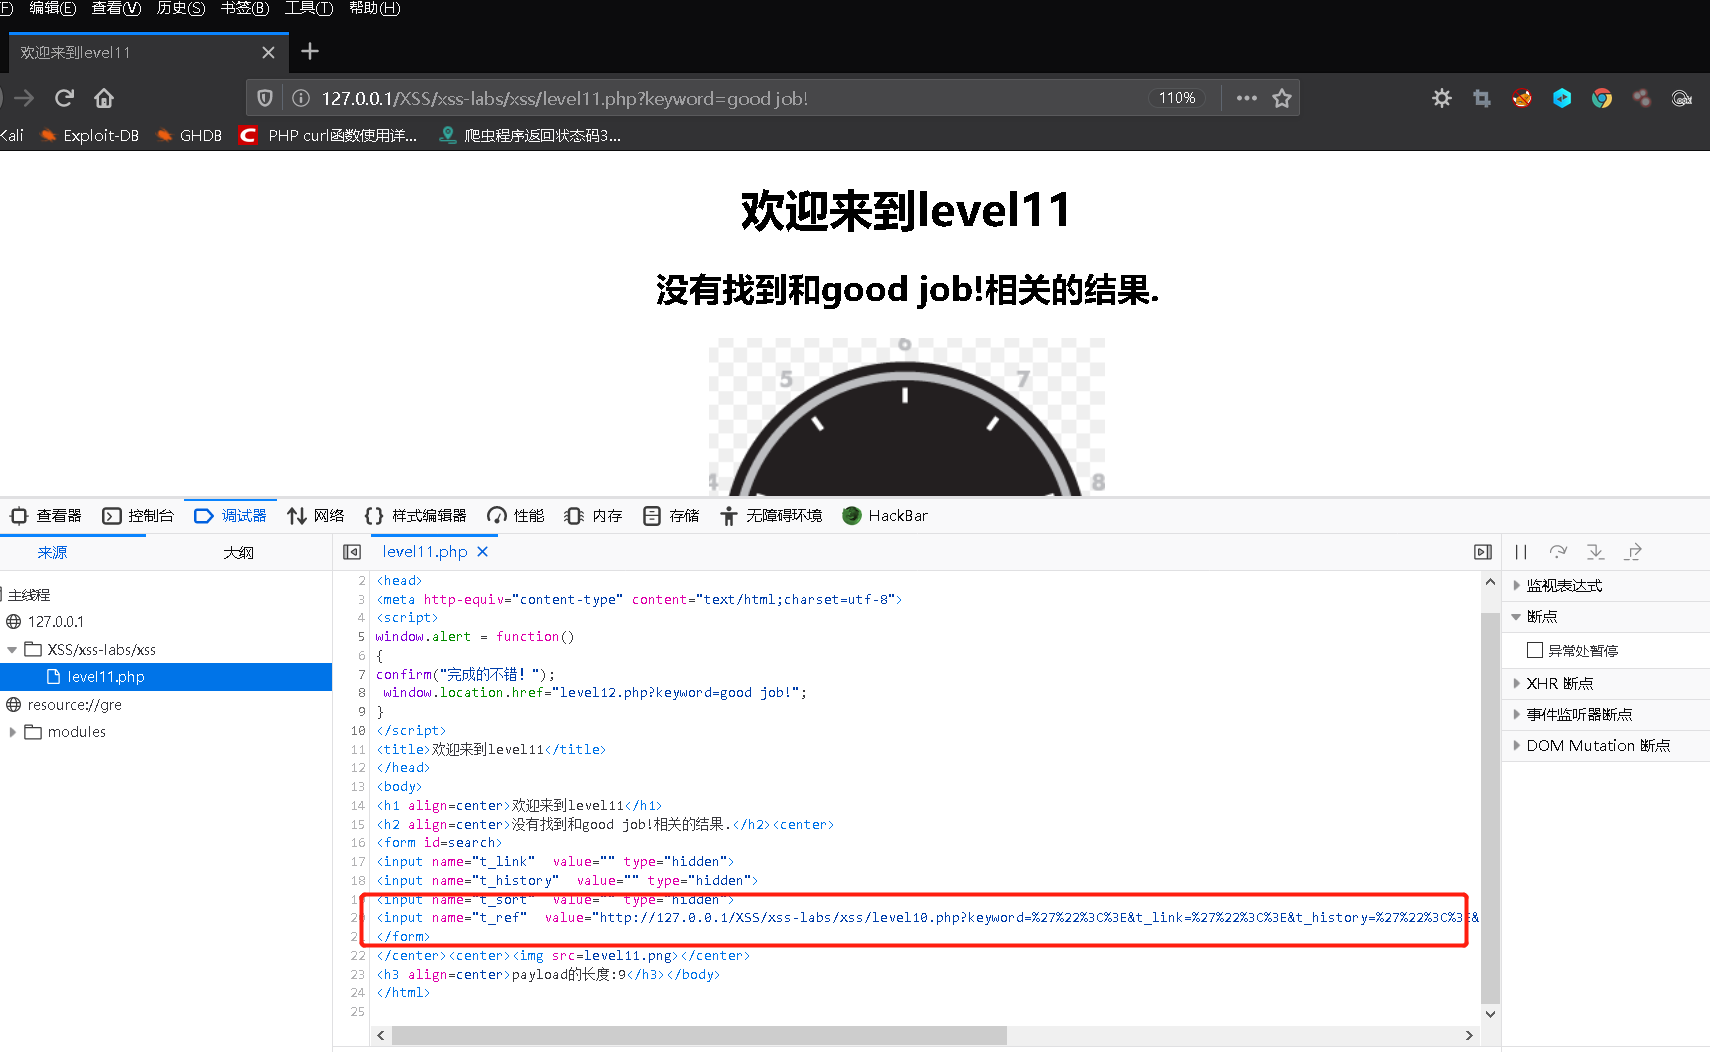 (F) 编辑(E) 查看(V) 历史(S) 书签(B) 工具(T) 帮助(H)
欢迎来到level11
127.0.0.1/XSS/xss-labs/xss/level11.php?keyword=good job! 110%
Kali Exploit-DB GHDB PHP curl函数使用详... 爬虫程序返回状态码3...
欢迎来到level11
没有找到和good job!相关的结果.
6
5 7
4 8
查看器 控制台 调试器 网络 样式编辑器 性能 内存 存储 无障碍环境 HackBar
来源 大纲 level11.php
主线程
127.0.0.1
XSS/xss-labs/xss
level11.php
resource://gre
modules
2 <head>
3 <meta http-equiv="content-type" content="text/html;charset=utf-8">
4 <script>
5 window.alert = function()
6 {
7 confirm("完成的不错！");
8 window.location.href="level12.php?keyword=good job!";
9 }
10 </script>
11 <title>欢迎来到level11</title>
12 </head>
13 <body>
14 <h1 align=center>欢迎来到level11</h1>
15 <h2 align=center>没有找到和good job!相关的结果.</h2><center>
16 <form id=search>
17 <input name="t_link"  value="" type="hidden">
18 <input name="t_history"  value="" type="hidden">
19 <input name="t_sort"  value="" type="hidden">
20 <input name="t_ref"  value="http://127.0.0.1/XSS/xss-labs/xss/level10.php?keyword=%27%22%3C%3E&t_link=%27%22%3C%3E&t_history=%27%22%3C%3E&
2 </form>
22 </center><center><img src=level11.png></center>
23 <h3 align=center>payload的长度:9</h3></body>
24 </html>
25
监视表达式
断点
异常处暂停
XHR 断点
事件监听器断点
DOM Mutation 断点